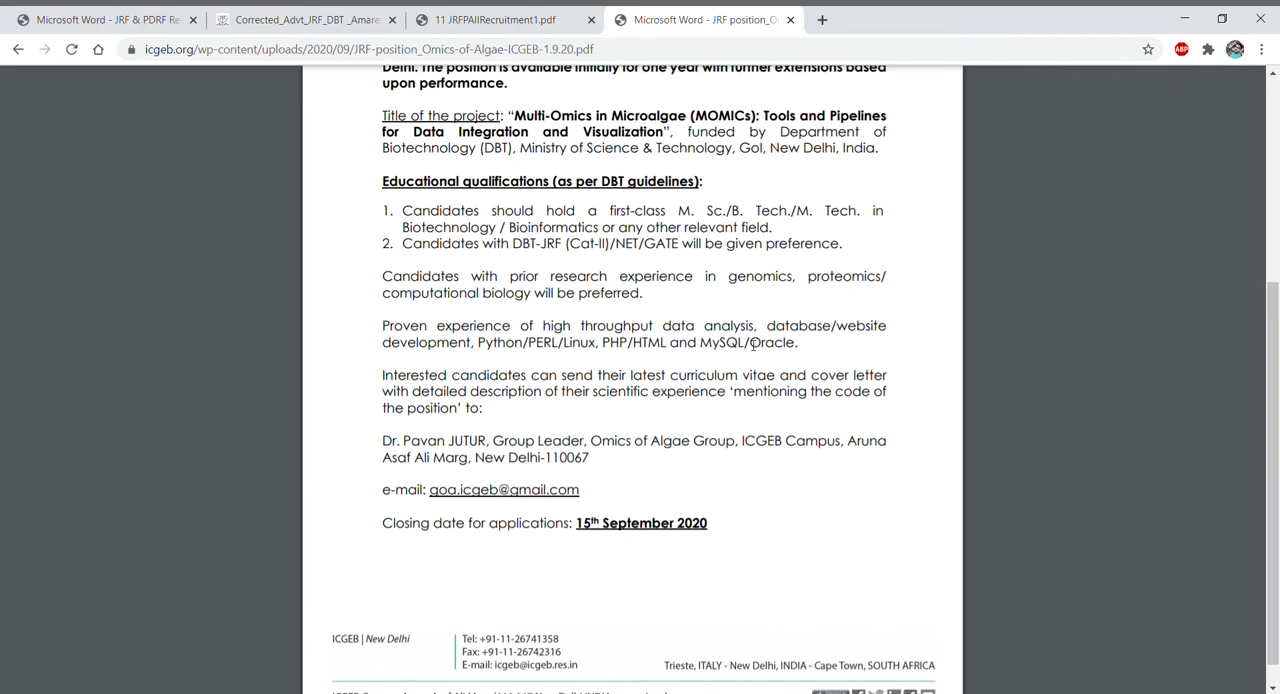 Microsoft Word - JRF & PDRF Re
Corrected_Advt_JRF_DBT _Amare
11 JRFPAIIRecruitment1.pdf
Microsoft Word - JRF position_O
icgeb.org/wp-content/uploads/2020/09/JRF-position_Omics-of-Algae-ICGEB-1.9.20.pdf
ABP
Delhi. The position is available initially for one year with further extensions based
upon performance.
Title of the project: “Multi-Omics in Microalgae (MOMICs): Tools and Pipelines
for Data Integration and Visualization”, funded by Department of
Biotechnology (DBT), Ministry of Science & Technology, GoI, New Delhi, India.
Educational qualifications (as per DBT guidelines):
1. Candidates should hold a first-class M. Sc./B. Tech./M. Tech. in
Biotechnology / Bioinformatics or any other relevant field.
2. Candidates with DBT-JRF (Cat-II)/NET/GATE will be given preference.
Candidates with prior research experience in genomics, proteomics/
computational biology will be preferred.
Proven experience of high throughput data analysis, database/website
development, Python/PERL/Linux, PHP/HTML and MySQL/Oracle.
Interested candidates can send their latest curriculum vitae and cover letter
with detailed description of their scientific experience ‘mentioning the code of
the position’ to:
Dr. Pavan JUTUR, Group Leader, Omics of Algae Group, ICGEB Campus, Aruna
Asaf Ali Marg, New Delhi-110067
e-mail: goa.icgeb@gmail.com
Closing date for applications: 15th September 2020
ICGEB | New Delhi
Tel: +91-11-26741358
Fax: +91-11-26742316
E-mail: icgeb@icgeb.res.in
Trieste, ITALY - New Delhi, INDIA - Cape Town, SOUTH AFRICA